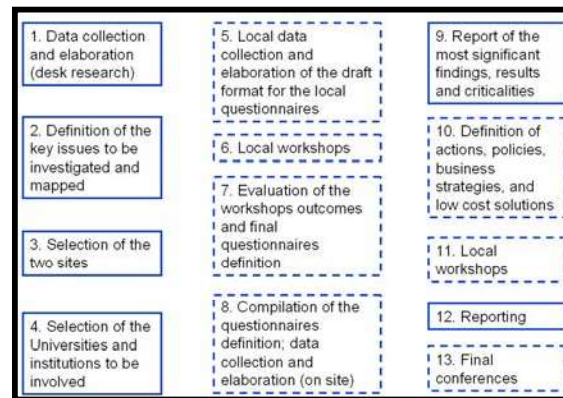 1. Data collection
and elaboration
(desk research)
2. Definition of the
key issues to be
investigated and
mapped
3. Selection of the
two sites
4. Selection of the
Universities and
institutions to be
involved
5. Local data
collection and
elaboration of the draft
format for the local
questionnaires
6. Local workshops
7. Evaluation of the
workshops outcomes
and final
questionnaires
definition
8. Compilation of the
questionnaires
definition; data
collection and
elaboration (on site)
9. Report of the
most significant
findings, results
and criticalities
10. Definition of
actions, policies,
business
strategies, and
low cost solutions
11. Local
workshops
12. Reporting
13. Final
conferences